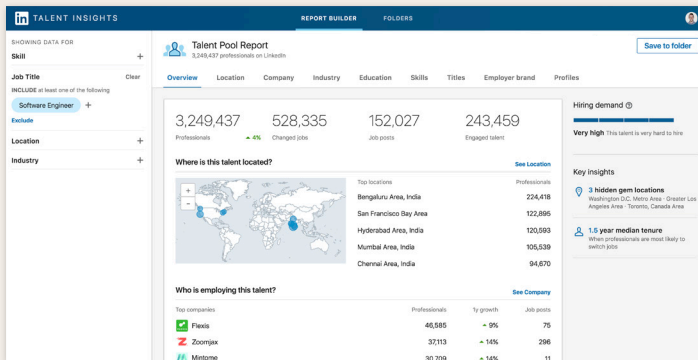 in TALENT INSIGHTS
REPORT BUILDER
FOLDERS
SHOWING DATA FOR
Skill +
Job Title Clear
INCLUDE at least one of the following
Software Engineer +
Exclude
Location +
Industry +
Talent Pool Report
3,249,437 professionals on LinkedIn
Save to folder
Overview Location Company Industry Education Skills Titles Employer brand Profiles
3,249,437 528,335 152,027 243,459
Professionals 4% Changed jobs Job posts Engaged talent
Where is this talent located? See Location
+
-
Top locations Professionals
Bengaluru Area, India 224,418
San Francisco Bay Area 122,895
Hyderabad Area, India 120,593
Mumbai Area, India 105,539
Chennai Area, India 94,670
Who is employing this talent? See Company
Top companies Professionals 1y growth Job posts
Flexis 46,585 9% 75
Zoomjax 37,113 14% 296
Mintome 30,709 14% 11
Hiring demand ?
Very high This talent is very hard to hire
Key insights
3 hidden gem locations
Washington D.C. Metro Area · Greater Los
Angeles Area · Toronto, Canada Area
1.5 year median tenure
When professionals are most likely to
switch jobs